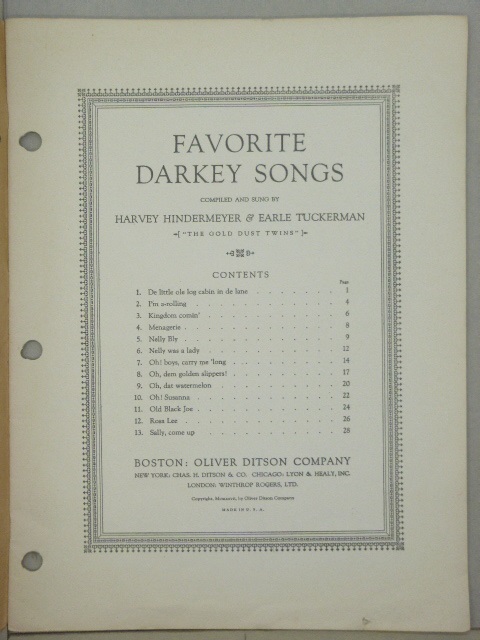 FAVORITE
DARKEY SONGS
COMPILED AND SUNG BY
HARVEY HINDERMEYER & EARLE TUCKERMAN
["THE GOLD DUST TWINS"]
CONTENTS
Page
1. De little ole log cabin in de lane . . . . . . . . 1
2. I'm a-rolling . . . . . . . . . . . . 4
3. Kingdom comin' . . . . . . . . . . . 6
4. Menagerie . . . . . . . . . . . . 8
5. Nelly Bly . . . . . . . . . . . . 9
6. Nelly was a lady . . . . . . . . . . . 12
7. Oh! boys, carry me 'long . . . . . . . . . 14
8. Oh, dem golden slippers! . . . . . . . . . 17
9. Oh, dat watermelon . . . . . . . . . . 20
10. Oh! Susanna . . . . . . . . . . . 22
11. Old Black Joe . . . . . . . . . . . 24
12. Rosa Lee . . . . . . . . . . . . 26
13. Sally, come up . . . . . . . . . . . 28
BOSTON: OLIVER DITSON COMPANY
NEW YORK: CHAS. H. DITSON & CO. CHICAGO: LYON & HEALY, INC.
LONDON: WINTHROP ROGERS, LTD.
Copyright, by Oliver Ditson Company
MADE IN U. S. A.